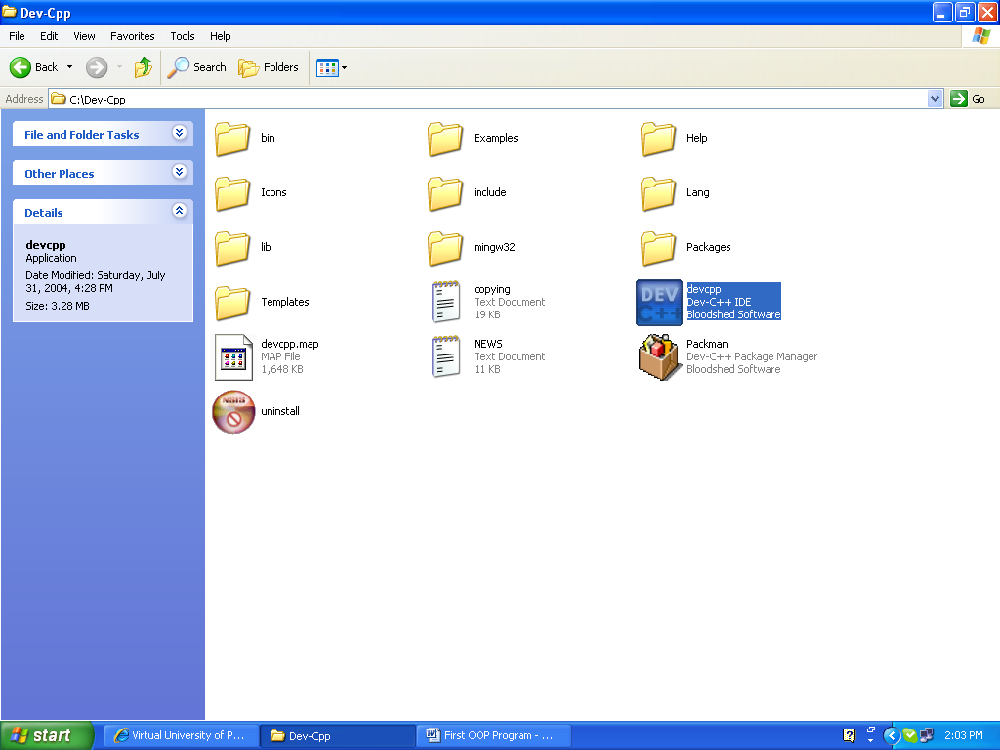 Dev-Cpp
File Edit View Favorites Tools Help
Back Search Folders
Address C:\Dev-Cpp Go
File and Folder Tasks
Other Places
Details
devcpp
Application
Date Modified: Saturday, July
31, 2004, 4:28 PM
Size: 3.28 MB
bin
Examples
Help
Icons
include
Lang
lib
mingw32
Packages
Templates
copying
Text Document
19 KB
DEV
C++
devcpp
Dev-C++ IDE
Bloodshed Software
devcpp.map
MAP File
1,648 KB
NEWS
Text Document
11 KB
Packman
Dev-C++ Package Manager
Bloodshed Software
NSIS
uninstall
start
Virtual University of P...
Dev-Cpp
First OOP Program - ...
2:03 PM